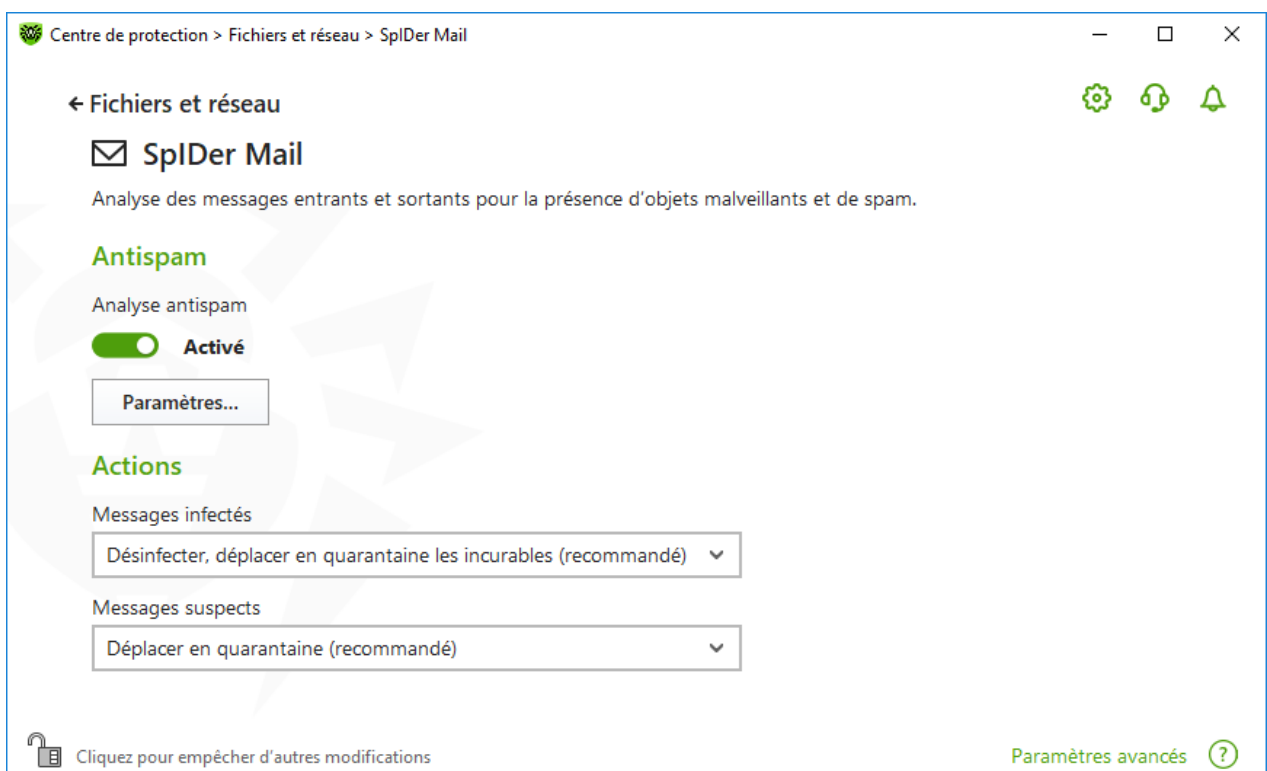 Centre de protection > Fichiers et réseau > SpIDer Mail
Fichiers et réseau
SpIDer Mail
Analyse des messages entrants et sortants pour la présence d'objets malveillants et de spam.
Antispam
Analyse antispam
Activé
Paramètres...
Actions
Messages infectés
Désinfecter, déplacer en quarantaine les incurables (recommandé)
Messages suspects
Déplacer en quarantaine (recommandé)
Cliquez pour empêcher d'autres modifications
Paramètres avancés ?